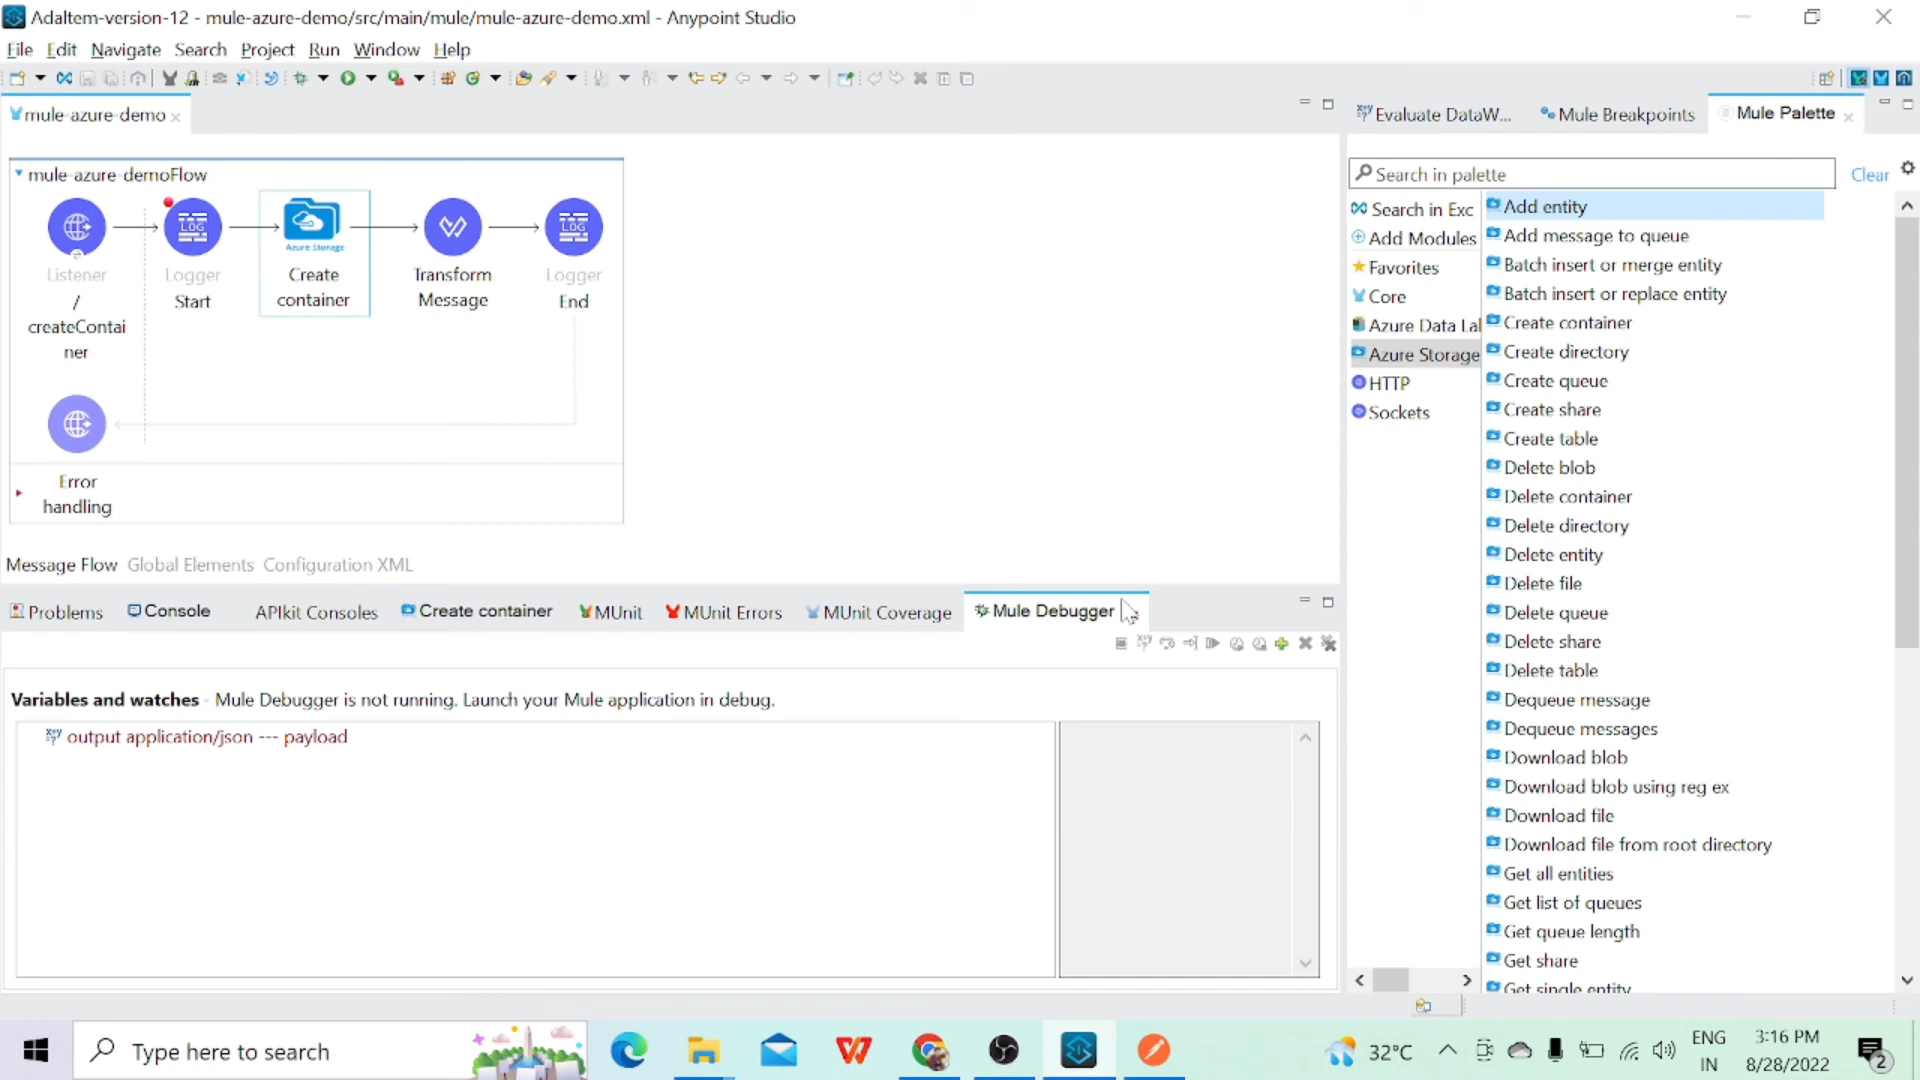 Adaltem-version-12 - mule-azure-demo/src/main/mule/mule-azure-demo.xml - Anypoint Studio
File Edit Navigate Search Project Run Window Help
mule-azure-demo
Evaluate DataW...
Mule Breakpoints
Mule Palette
mule-azure-demoFlow
Listener
/
createContai
ner
LOG
Logger
Start
Azure Storage
Create
container
Transform
Message
LOG
Logger
End
Error
handling
Message Flow Global Elements Configuration XML
Search in palette
Clear
Search in Exc
Add Modules
Favorites
Core
Azure Data Lal
Azure Storage
HTTP
Sockets
Add entity
Add message to queue
Batch insert or merge entity
Batch insert or replace entity
Create container
Create directory
Create queue
Create share
Create table
Delete blob
Delete container
Delete directory
Delete entity
Delete file
Delete queue
Delete share
Delete table
Dequeue message
Dequeue messages
Download blob
Download blob using reg ex
Download file
Download file from root directory
Get all entities
Get list of queues
Get queue length
Get share
Get single entity
Problems Console APIkit Consoles Create container MUnit MUnit Errors MUnit Coverage Mule Debugger
Variables and watches - Mule Debugger is not running. Launch your Mule application in debug.
output application/json --- payload
Type here to search
32°C
ENG
IN
3:16 PM
8/28/2022
2